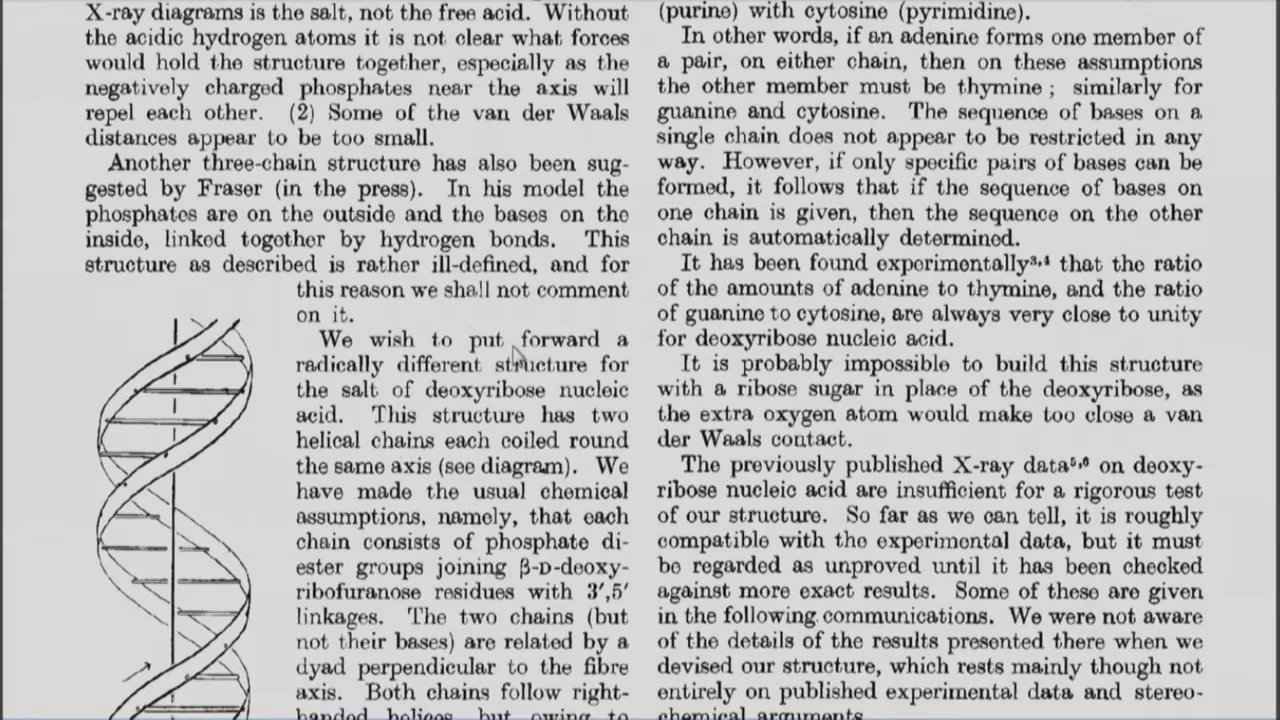 X-ray diagrams is the salt, not the free acid. Without
the acidic hydrogen atoms it is not clear what forces
would hold the structure together, especially as the
negatively charged phosphates near the axis will
repel each other. (2) Some of the van der Waals
distances appear to be too small.
Another three-chain structure has also been sug-
gested by Fraser (in the press). In his model the
phosphates are on the outside and the bases on the
inside, linked together by hydrogen bonds. This
structure as described is rather ill-defined, and for
this reason we shall not comment
on it.
We wish to put forward a
radically different structure for
the salt of deoxyribose nucleic
acid. This structure has two
helical chains each coiled round
the same axis (see diagram). We
have made the usual chemical
assumptions, namely, that each
chain consists of phosphate di-
ester groups joining β-D-deoxy-
ribofuranose residues with 3′,5′
linkages. The two chains (but
not their bases) are related by a
dyad perpendicular to the fibre
axis. Both chains follow right-
handed helices, but owing to
(purine) with cytosine (pyrimidine).
In other words, if an adenine forms one member of
a pair, on either chain, then on these assumptions
the other member must be thymine ; similarly for
guanine and cytosine. The sequence of bases on a
single chain does not appear to be restricted in any
way. However, if only specific pairs of bases can be
formed, it follows that if the sequence of bases on
one chain is given, then the sequence on the other
chain is automatically determined.
It has been found experimentally³,⁴ that the ratio
of the amounts of adenine to thymine, and the ratio
of guanine to cytosine, are always very close to unity
for deoxyribose nucleic acid.
It is probably impossible to build this structure
with a ribose sugar in place of the deoxyribose, as
the extra oxygen atom would make too close a van
der Waals contact.
The previously published X-ray data⁵,⁶ on deoxy-
ribose nucleic acid are insufficient for a rigorous test
of our structure. So far as we can tell, it is roughly
compatible with the experimental data, but it must
be regarded as unproved until it has been checked
against more exact results. Some of these are given
in the following communications. We were not aware
of the details of the results presented there when we
devised our structure, which rests mainly though not
entirely on published experimental data and stereo-
chemical arguments